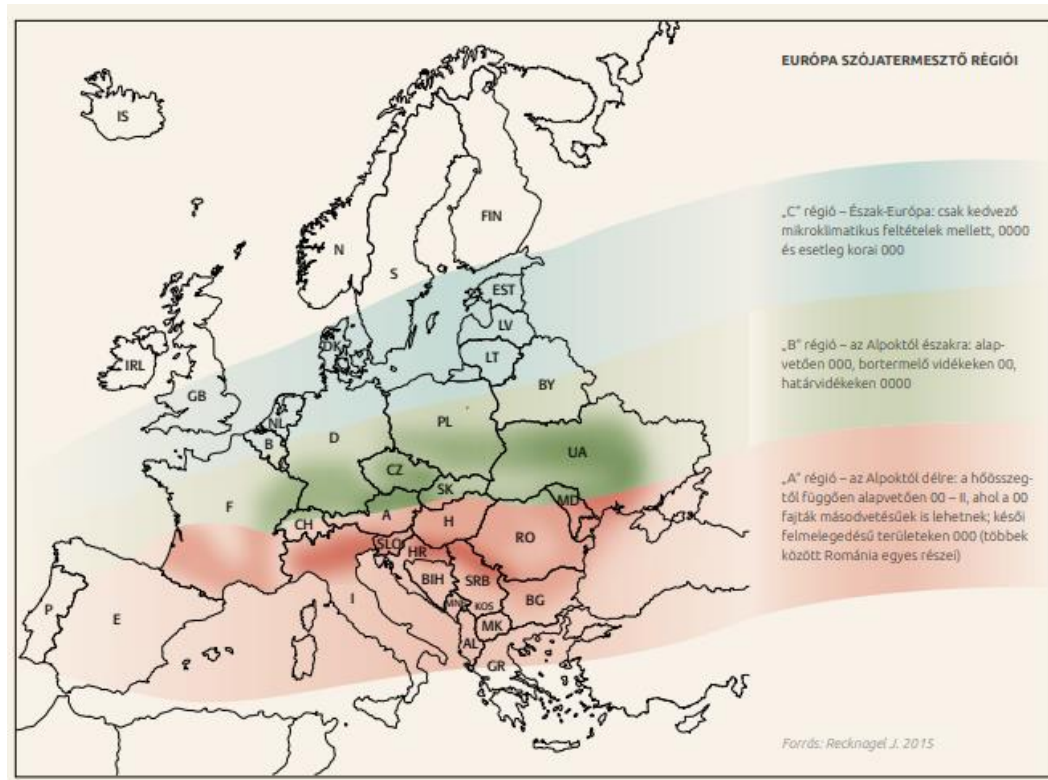 EURÓPA SZÓJATERMESZTŐ RÉGIÓI
IS
FIN
N
S
„C” régió – Észak-Európa: csak kedvező
mikroklimatikus feltételek mellett, 0000
és esetleg korai 000
EST
LV
DK
LT
IRL
GB
BY
NL
B
D
PL
„B” régió – az Alpoktól északra: alap-
vetően 000, bortermelő vidékeken 00,
határvidékeken 0000
UA
CZ
SK
MD
F
CH
A
H
„A” régió – az Alpoktól délre: a hőösszeg-
től függően alapvetően 00 – II, ahol a 00
fajták másodvetésűek is lehetnek; késői
felmelegedésű területeken 000 (többek
között Románia egyes részei)
RO
SLO
HR
BIH
SRB
I
MNE
KOS
BG
P
E
MK
AL
GR
Forrás: Recknagel J. 2015